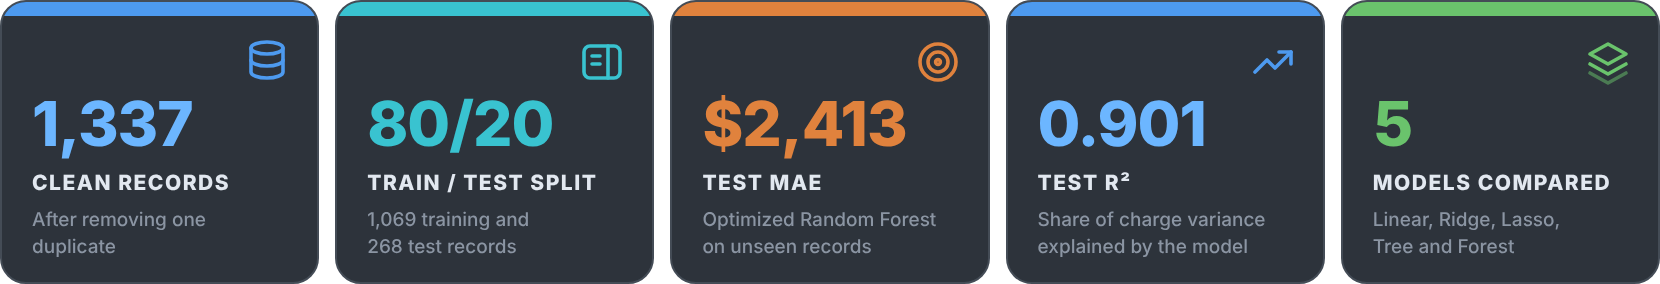 1,337
CLEAN RECORDS
After removing one
duplicate
80/20
TRAIN / TEST SPLIT
1,069 training and
268 test records
$2,413
TEST MAE
Optimized Random Forest
on unseen records
0.901
TEST R²
Share of charge variance
explained by the model
5
MODELS COMPARED
Linear, Ridge, Lasso,
Tree and Forest